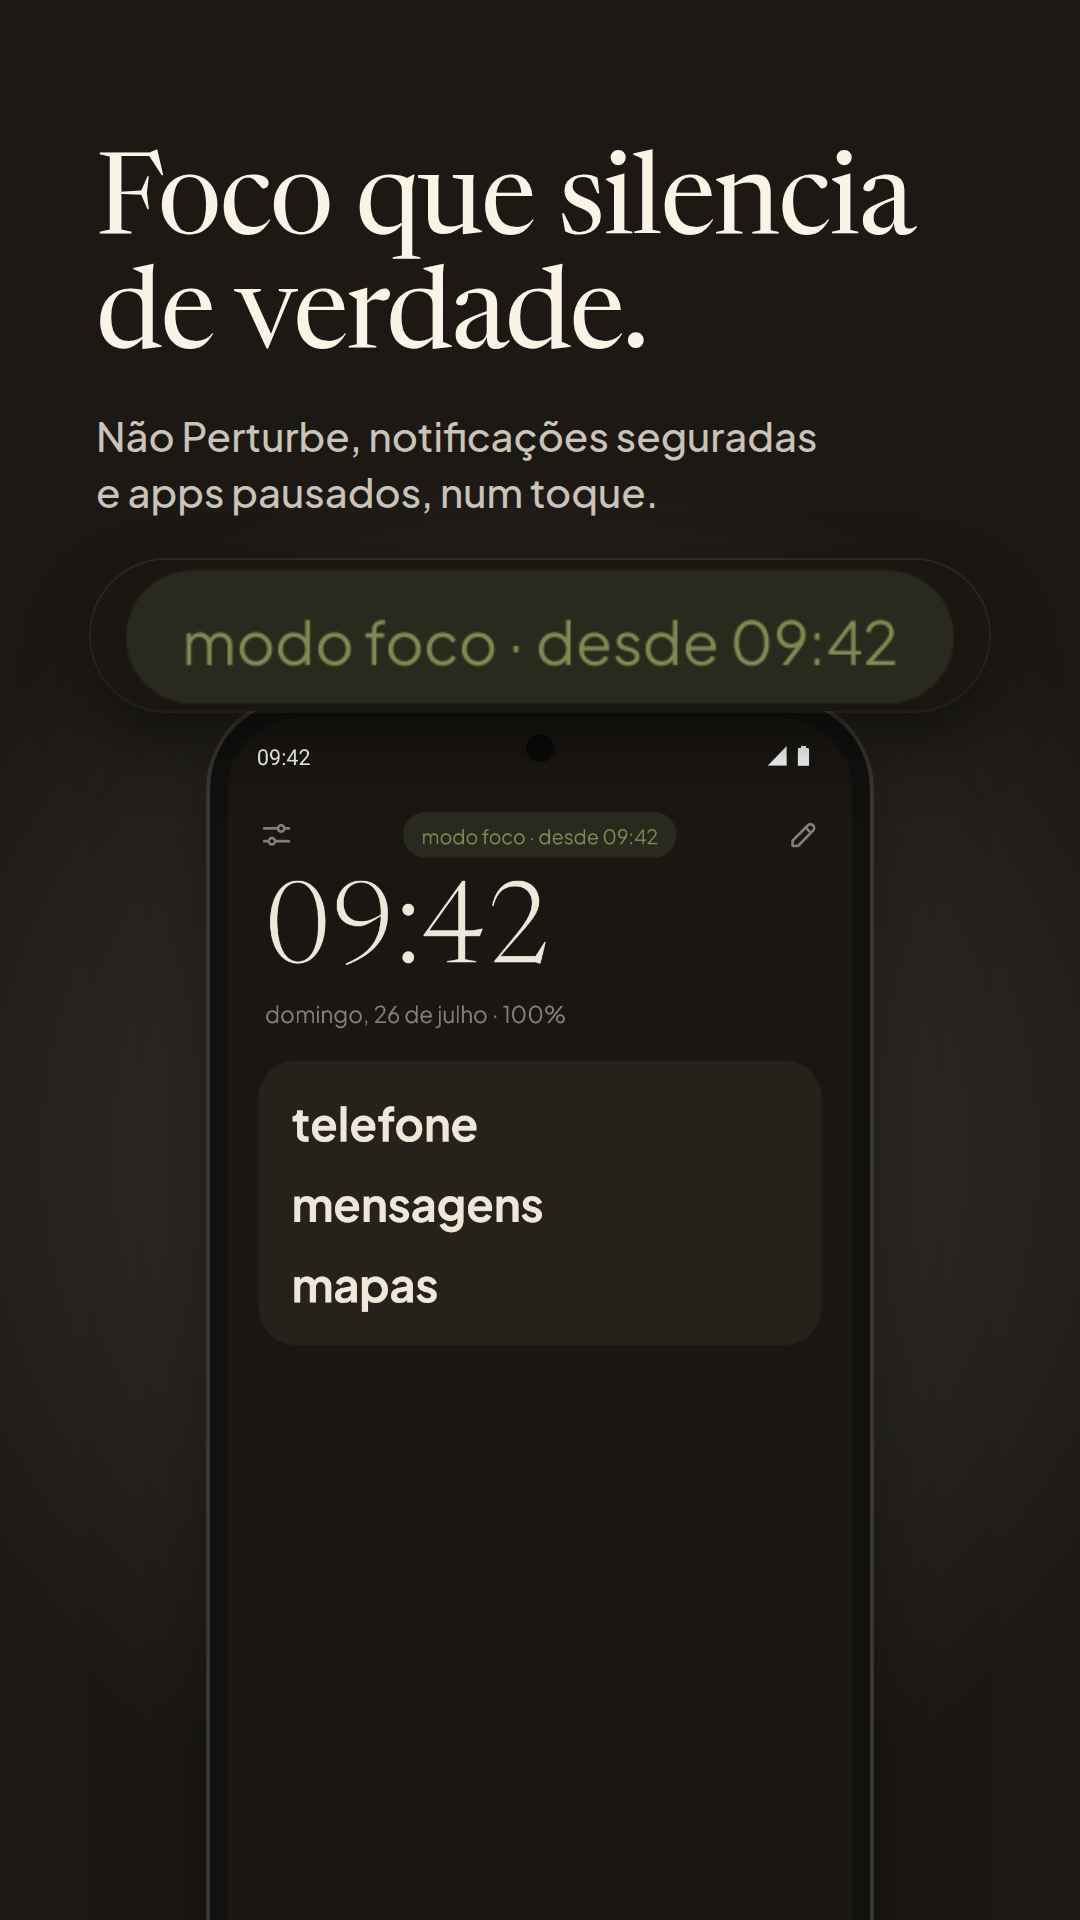 Foco que silencia
de verdade.
Não Perturbe, notificações seguradas
e apps pausados, num toque.
modo foco · desde 09:42
09:42
modo foco · desde 09:42
09:42
domingo, 26 de julho · 100%
telefone
mensagens
mapas